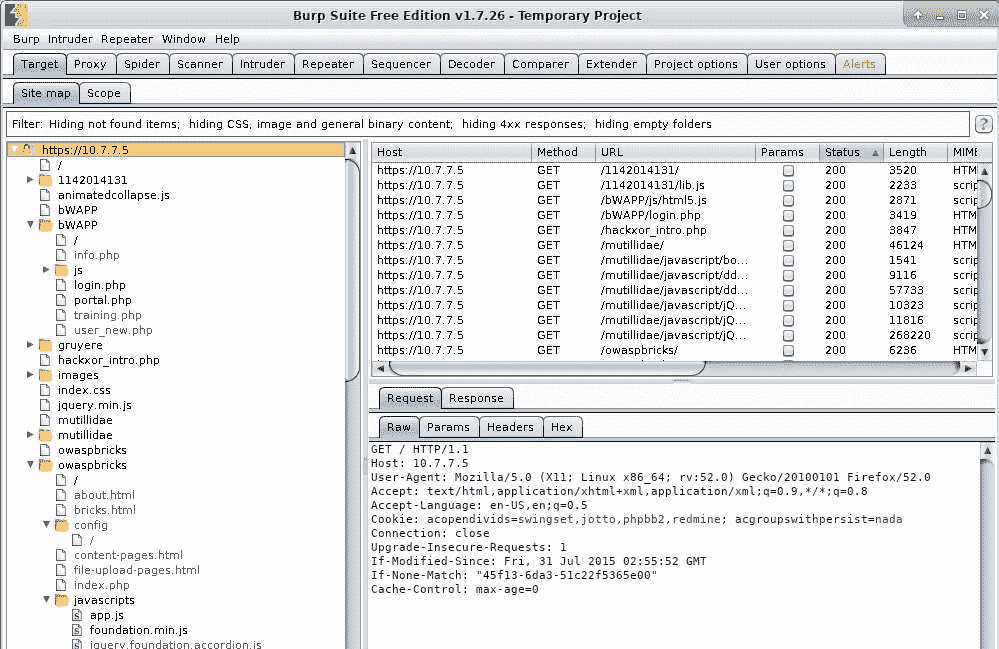 Burp Suite Free Edition v1.7.26 - Temporary Project
Burp Intruder Repeater Window Help
Target Proxy Spider Scanner Intruder Repeater Sequencer Decoder Comparer Extender Project options User options Alerts
Site map Scope
Filter: Hiding not found items; hiding CSS, image and general binary content; hiding 4xx responses; hiding empty folders ?
https://10.7.7.5
/
1142014131
animatedcollapse.js
bWAPP
bWAPP
/
info.php
js
login.php
portal.php
training.php
user_new.php
gruyere
hackxor_intro.php
images
index.css
jquery.min.js
mutillidae
mutillidae
owaspbricks
owaspbricks
/
about.html
bricks.html
config
/
content-pages.html
file-upload-pages.html
index.php
javascripts
app.js
foundation.min.js
jquery.foundation.accordion.js
Host Method URL Params Status Length MIME
https://10.7.7.5 GET /1142014131/ 200 3520 HTM
https://10.7.7.5 GET /1142014131/lib.js 200 2233 scrip
https://10.7.7.5 GET /bWAPP/js/html5.js 200 2871 scrip
https://10.7.7.5 GET /bWAPP/login.php 200 3419 HTM
https://10.7.7.5 GET /hackxor_intro.php 200 3847 HTM
https://10.7.7.5 GET /mutillidae/ 200 46124 HTM
https://10.7.7.5 GET /mutillidae/javascript/bo... 200 1541 scrip
https://10.7.7.5 GET /mutillidae/javascript/dd... 200 9116 scrip
https://10.7.7.5 GET /mutillidae/javascript/dd... 200 57733 scrip
https://10.7.7.5 GET /mutillidae/javascript/jQ... 200 10323 scrip
https://10.7.7.5 GET /mutillidae/javascript/jQ... 200 11816 scrip
https://10.7.7.5 GET /mutillidae/javascript/jQ... 200 268220 scrip
https://10.7.7.5 GET /owaspbricks/ 200 6236 HTM
Request Response
Raw Params Headers Hex
GET / HTTP/1.1
Host: 10.7.7.5
User-Agent: Mozilla/5.0 (X11; Linux x86_64; rv:52.0) Gecko/20100101 Firefox/52.0
Accept: text/html,application/xhtml+xml,application/xml;q=0.9,*/*;q=0.8
Accept-Language: en-US,en;q=0.5
Cookie: acopendivids=swingset,jotto,phpbb2,redmine; acgroupswithpersist=nada
Connection: close
Upgrade-Insecure-Requests: 1
If-Modified-Since: Fri, 31 Jul 2015 02:55:52 GMT
If-None-Match: "45f13-6da3-51c22f5365e00"
Cache-Control: max-age=0